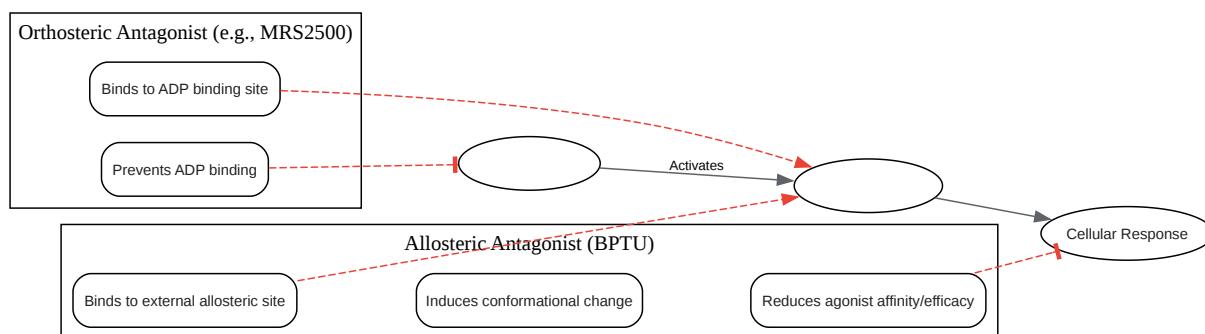 Orthosteric Antagonist (e.g., MRS2500)
Binds to ADP binding site
Prevents ADP binding
Activates
Cellular Response
Allosteric Antagonist (BPTU)
Binds to external allosteric site
Induces conformational change
Reduces agonist affinity/efficacy